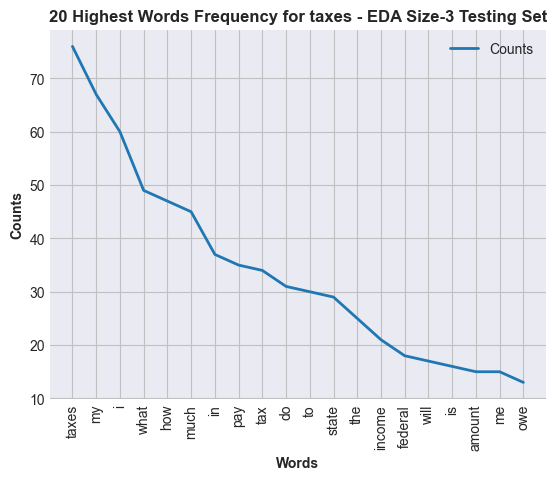 20 Highest Words Frequency for taxes - EDA Size-3 Testing Set
Counts
Counts
70
60
50
40
30
20
10
taxes
my
i
what
how
much
in
pay
tax
do
to
state
the
income
federal
will
is
amount
me
owe
Words